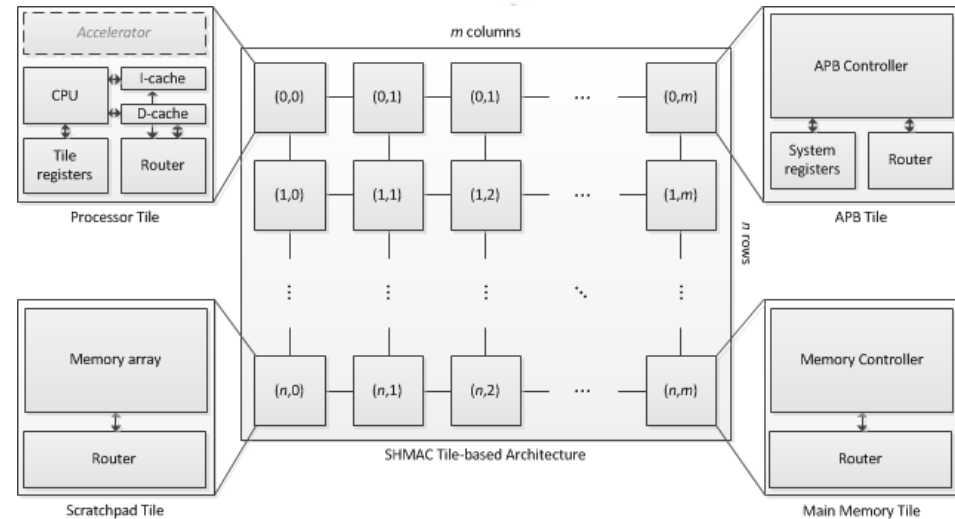 Accelerator
CPU
I-cache
D-cache
Tile
registers
Router
Processor Tile
m columns
(0,0)
(0,1)
(0,1)
...
(0,m)
(1,0)
(1,1)
(1,2)
...
(1,m)
n rows
(n,0)
(n,1)
(n,2)
...
(n,m)
SHMAC Tile-based Architecture
APB Controller
System
registers
Router
APB Tile
Memory array
Router
Scratchpad Tile
Memory Controller
Router
Main Memory Tile